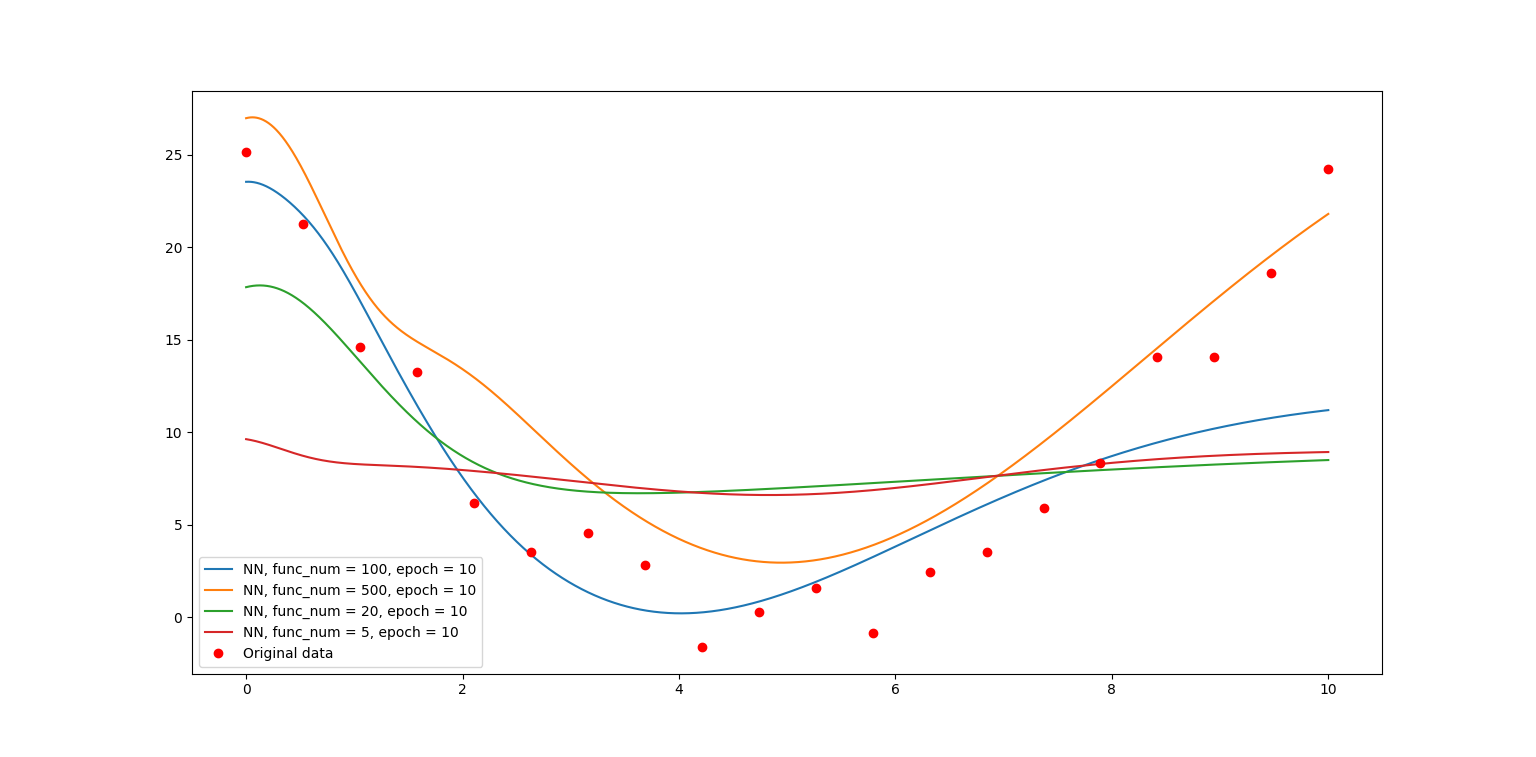 25
20
15
10
5
0
0 2 4 6 8 10
NN, func_num = 100, epoch = 10
NN, func_num = 500, epoch = 10
NN, func_num = 20, epoch = 10
NN, func_num = 5, epoch = 10
Original data